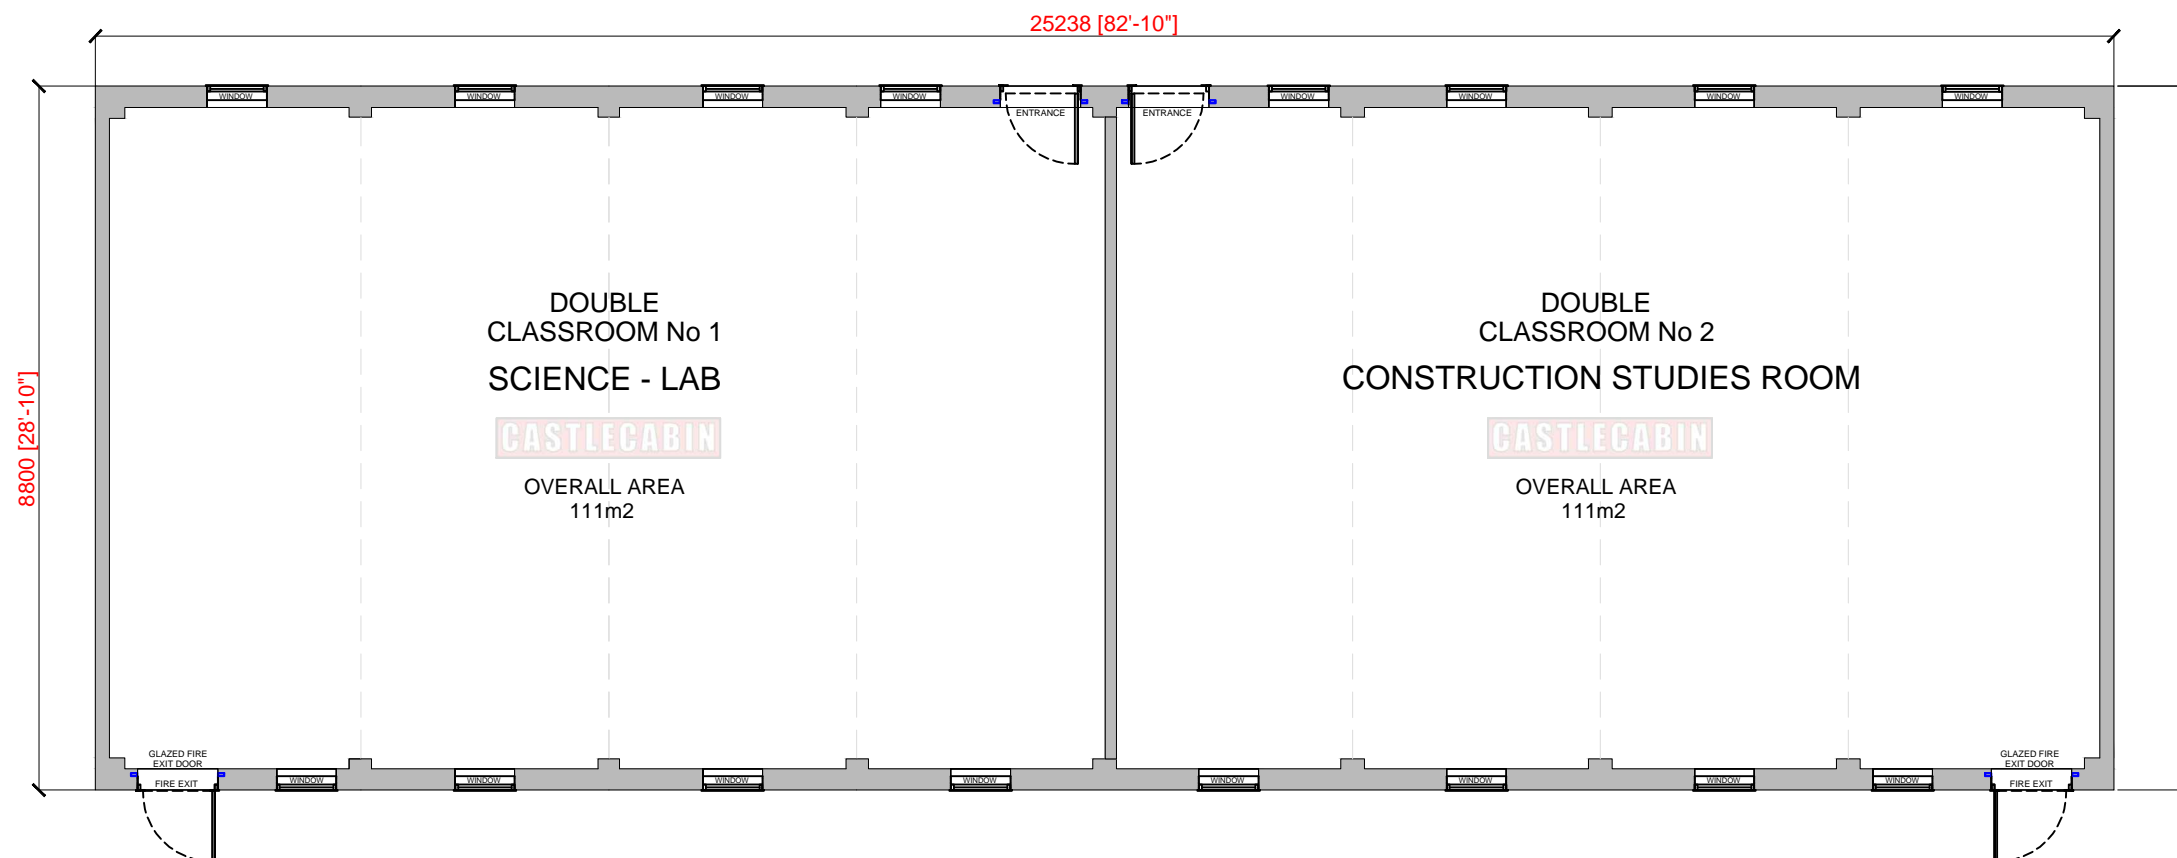 25238 [82'-10"]
WINDOW
WINDOW
WINDOW
WINDOW
WINDOW
WINDOW
WINDOW
WINDOW
ENTRANCE
ENTRANCE
8800 [28'-10"]
DOUBLE
CLASSROOM No 1
SCIENCE - LAB
CASTLECABIN
OVERALL AREA
111m2
DOUBLE
CLASSROOM No 2
CONSTRUCTION STUDIES ROOM
CASTLECABIN
OVERALL AREA
111m2
GLAZED FIRE
EXIT DOOR
FIRE EXIT
WINDOW
WINDOW
WINDOW
WINDOW
WINDOW
WINDOW
WINDOW
WINDOW
GLAZED FIRE
EXIT DOOR
FIRE EXIT